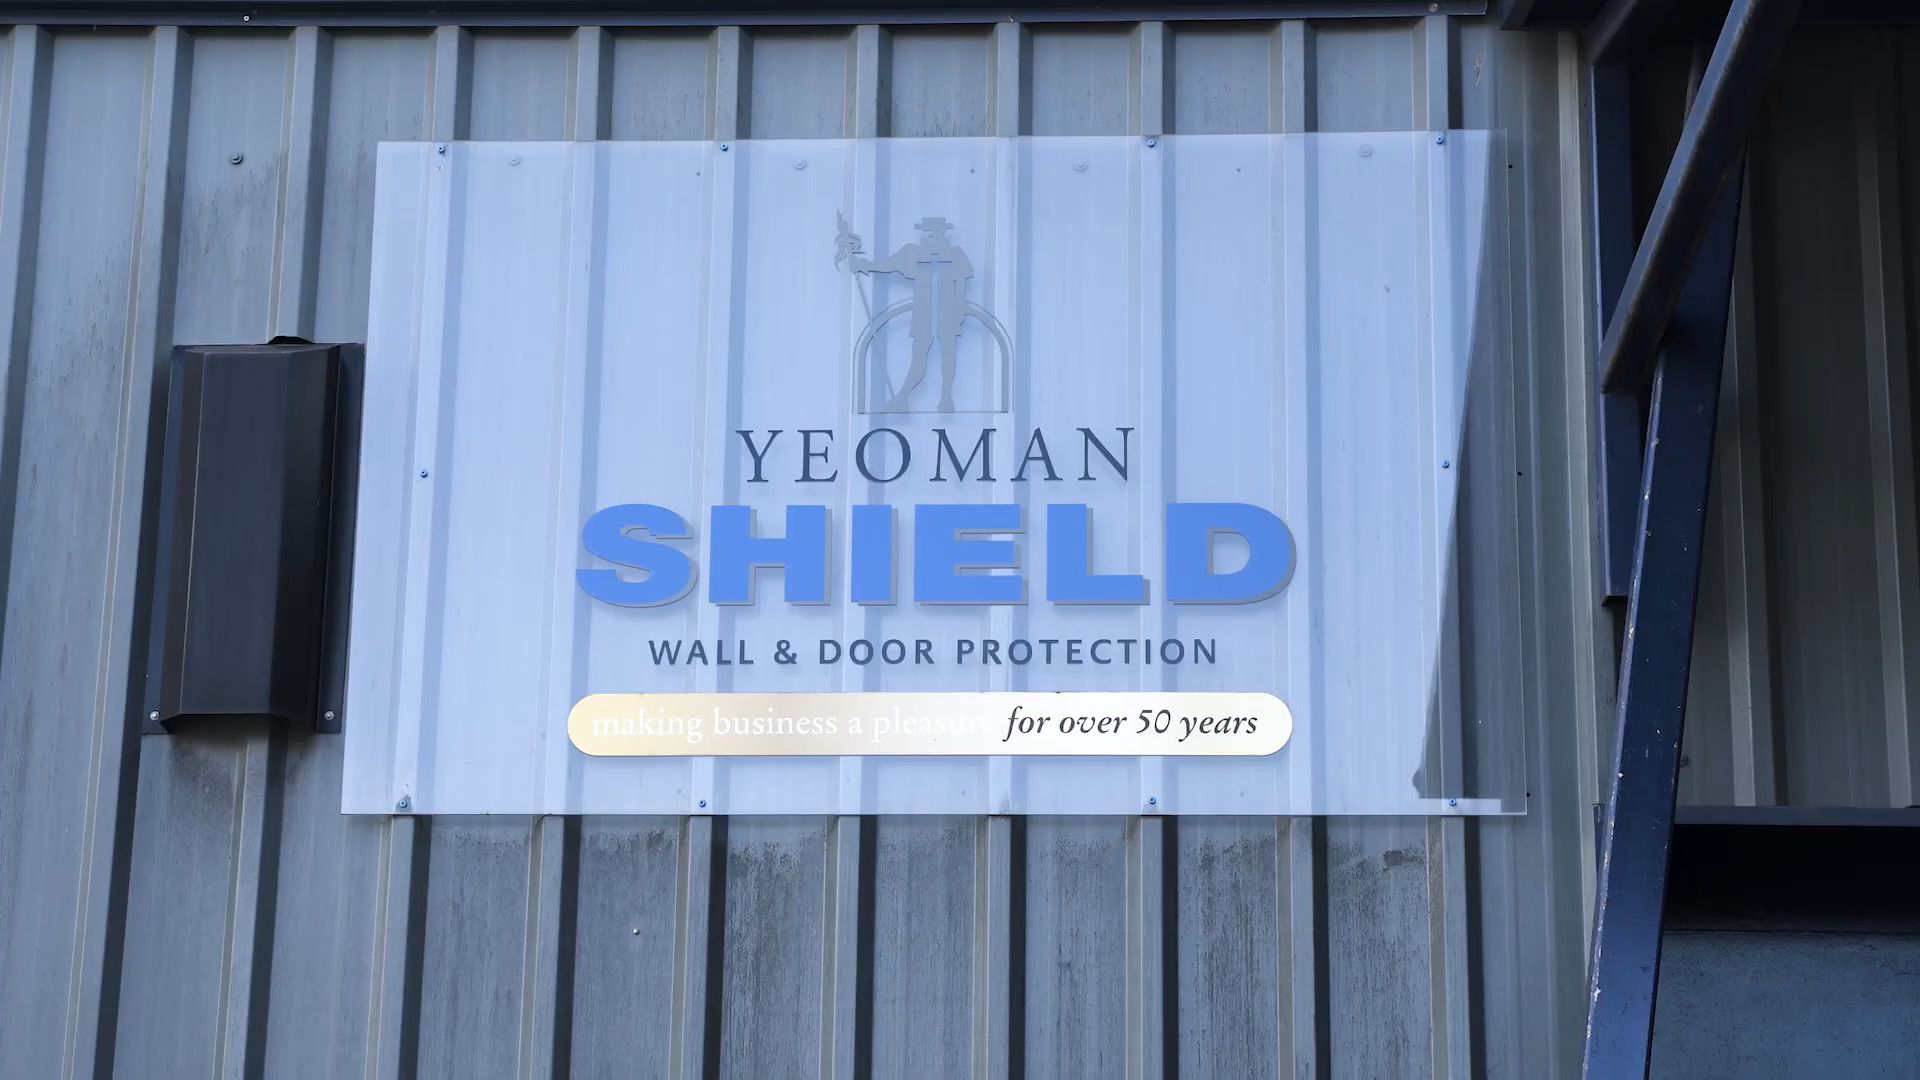 YEOMAN
SHIELD
WALL & DOOR PROTECTION
making business a pleasure for over 50 years